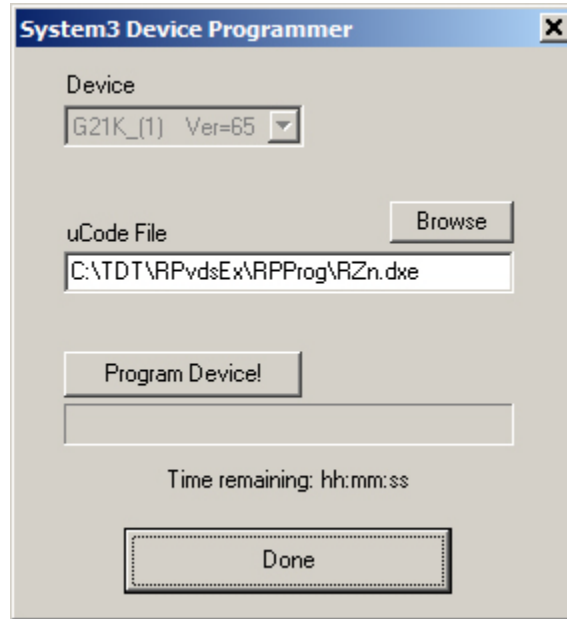 System3 Device Programmer
Device
G21K_(1) Ver=65
Browse
uCode File
C:\TDT\RPvdsEx\RPProg\RZn.dxe
Program Device!
Time remaining: hh:mm:ss
Done